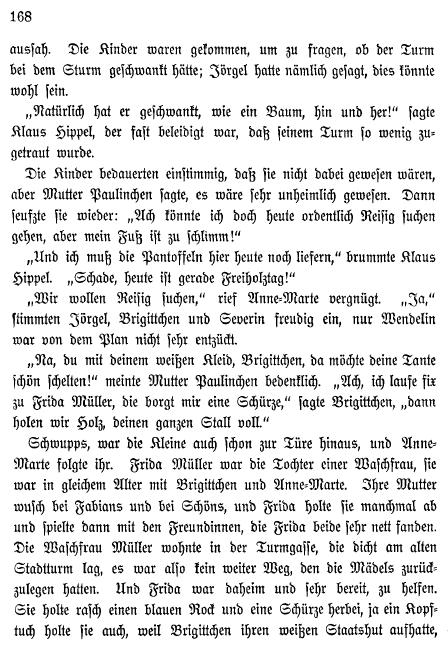 168
aussah. Die Kinder waren gekommen, um zu fragen, ob der Turm
bei dem Sturm geschwankt hätte; Jörgel hatte nämlich gesagt, dies könnte
wohl sein.
„Natürlich hat er geschwankt, wie ein Baum, hin und her!“ sagte
Klaus Hippel, der fast beleidigt war, daß seinem Turm so wenig zu-
getraut wurde.
Die Kinder bedauerten einstimmig, daß sie nicht dabei gewesen wären,
aber Mutter Paulinchen sagte, es wäre sehr unheimlich gewesen. Dann
seufzte sie wieder: „Ach könnte ich doch heute ordentlich Reisig suchen
gehen, aber mein Fuß ist zu schlimm!“
„Und ich muß die Pantoffeln hier heute noch liefern,“ brummte Klaus
Hippel. „Schade, heute ist gerade Freiholztag!“
„Wir wollen Reisig suchen,“ rief Anne-Marte vergnügt. „Ja,“
stimmten Jörgel, Brigittchen und Severin freudig ein, nur Wendelin
war von dem Plan nicht sehr entzückt.
„Na, du mit deinem weißen Kleid, Brigittchen, da möchte deine Tante
schön schelten!“ meinte Mutter Paulinchen bedenklich. „Ach, ich laufe fix
zu Frida Müller, die borgt mir eine Schürze,“ sagte Brigittchen, „dann
holen wir Holz, deinen ganzen Stall voll.“
Schwupps, war die Kleine auch schon zur Türe hinaus, und Anne-
Marte folgte ihr. Frida Müller war die Tochter einer Waschfrau, sie
war in gleichem Alter mit Brigittchen und Anne-Marte. Ihre Mutter
wusch bei Fabians und bei Schöns, und Frida holte sie manchmal ab
und spielte dann mit den Freundinnen, die Frida beide sehr nett fanden.
Die Waschfrau Müller wohnte in der Turmgasse, die dicht am alten
Stadtturm lag, es war also kein weiter Weg, den die Mädels zurück-
zulegen hatten. Und Frida war daheim und sehr bereit, zu helfen.
Sie holte rasch einen blauen Rock und eine Schürze herbei, ja ein Kopf-
tuch holte sie auch, weil Brigittchen ihren weißen Staatshut aufhatte,